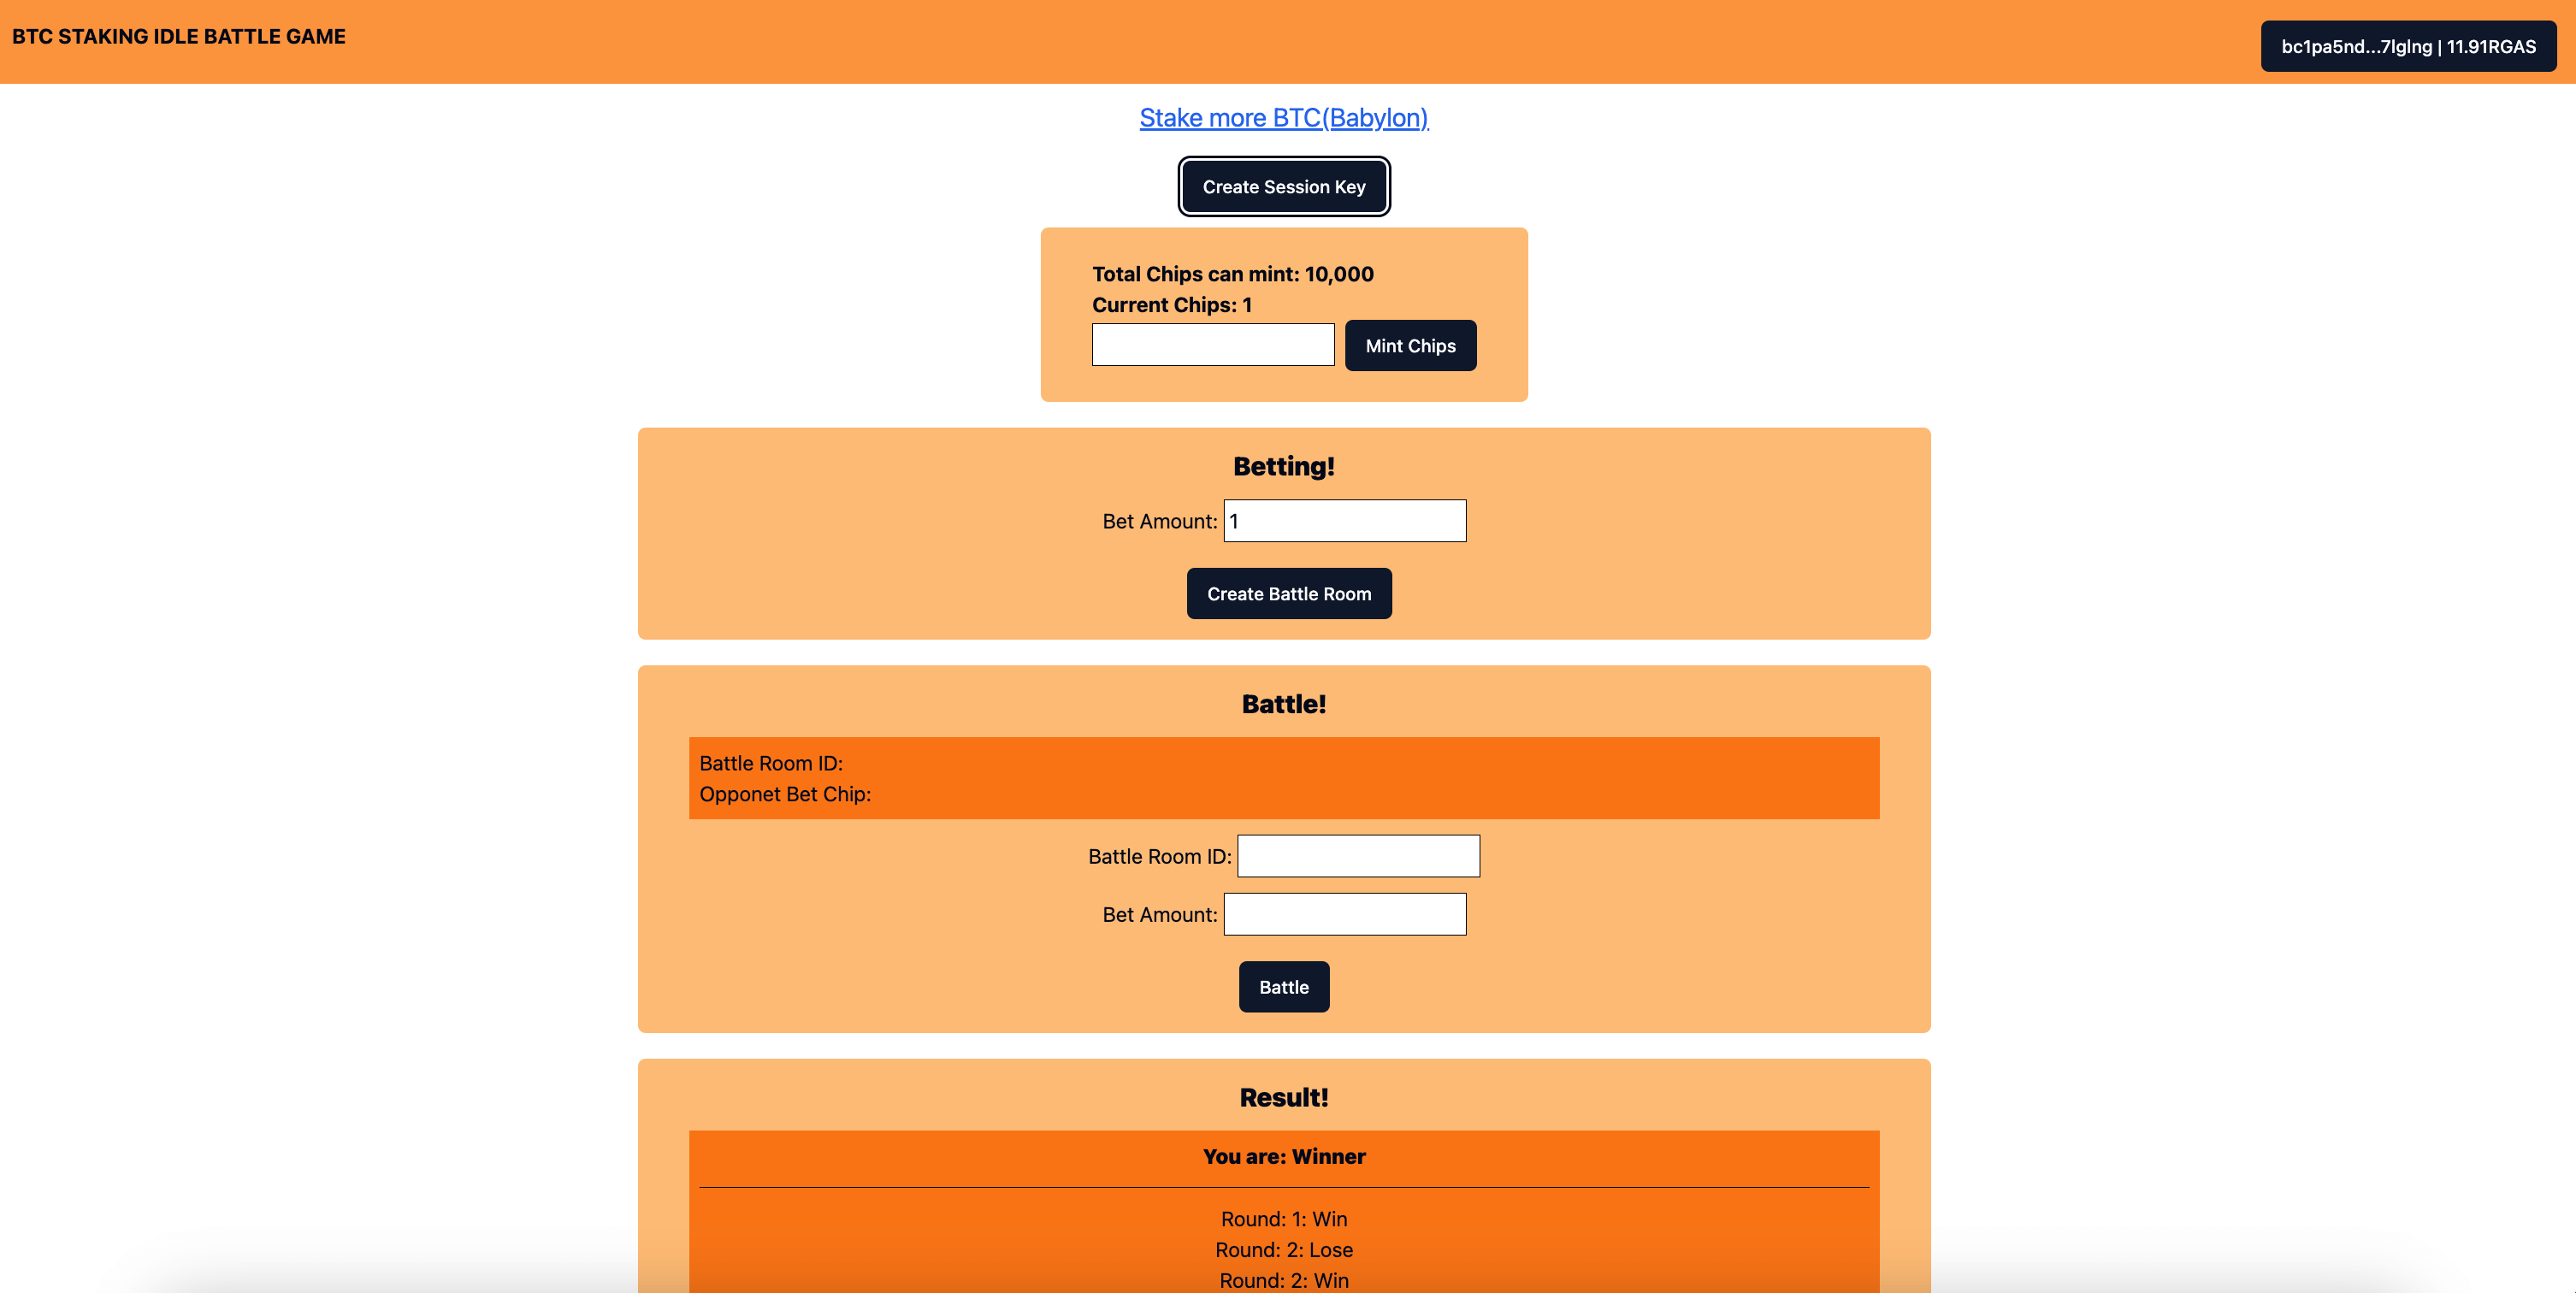 BTC STAKING IDLE BATTLE GAME
bc1pa5nd...7lglng | 11.91RGAS
Stake more BTC(Babylon)
Create Session Key
Total Chips can mint: 10,000
Current Chips: 1
Mint Chips
Betting!
Bet Amount: 1
Create Battle Room
Battle!
Battle Room ID:
Opponet Bet Chip:
Battle Room ID:
Bet Amount:
Battle
Result!
You are: Winner
Round: 1: Win
Round: 2: Lose
Round: 2: Win